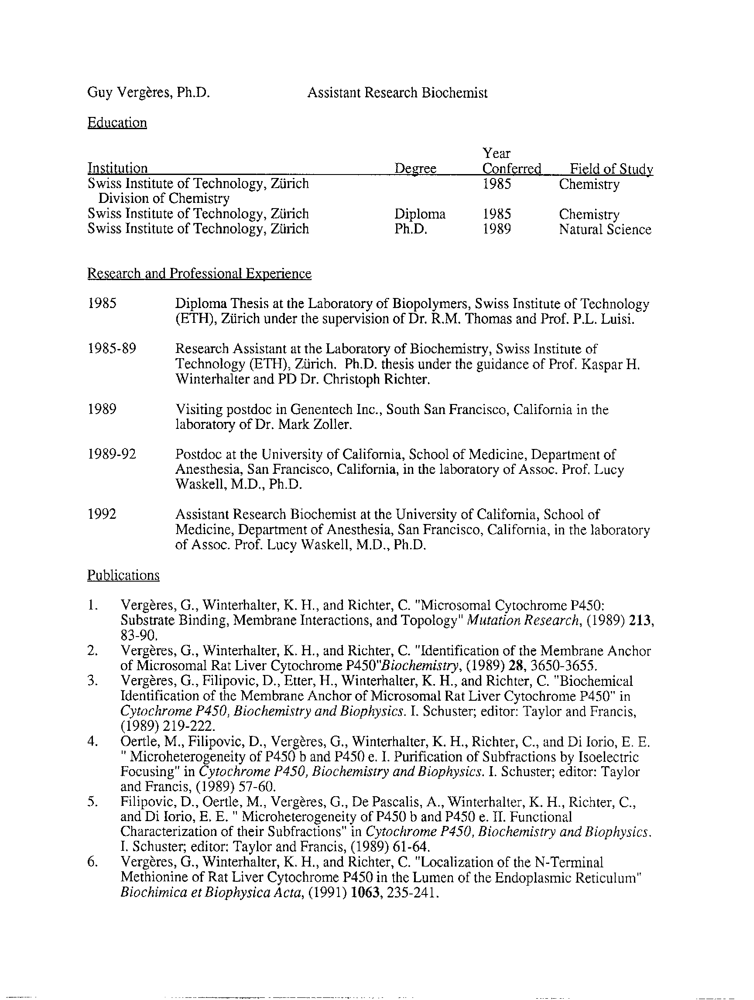 Guy Vergères, Ph.D. Assistant Research Biochemist
Education
Year
Institution Degree Conferred Field of Study
Swiss Institute of Technology, Zürich 1985 Chemistry
Division of Chemistry
Swiss Institute of Technology, Zürich Diploma 1985 Chemistry
Swiss Institute of Technology, Zürich Ph.D. 1989 Natural Science
Research and Professional Experience
1985 Diploma Thesis at the Laboratory of Biopolymers, Swiss Institute of Technology
(ETH), Zürich under the supervision of Dr. R.M. Thomas and Prof. P.L. Luisi.
1985-89 Research Assistant at the Laboratory of Biochemistry, Swiss Institute of
Technology (ETH), Zürich. Ph.D. thesis under the guidance of Prof. Kaspar H.
Winterhalter and PD Dr. Christoph Richter.
1989 Visiting postdoc in Genentech Inc., South San Francisco, California in the
laboratory of Dr. Mark Zoller.
1989-92 Postdoc at the University of California, School of Medicine, Department of
Anesthesia, San Francisco, California, in the laboratory of Assoc. Prof. Lucy
Waskell, M.D., Ph.D.
1992 Assistant Research Biochemist at the University of California, School of
Medicine, Department of Anesthesia, San Francisco, California, in the laboratory
of Assoc. Prof. Lucy Waskell, M.D., Ph.D.
Publications
1. Vergères, G., Winterhalter, K. H., and Richter, C. "Microsomal Cytochrome P450:
Substrate Binding, Membrane Interactions, and Topology" Mutation Research, (1989) 213,
83-90.
2. Vergères, G., Winterhalter, K. H., and Richter, C. "Identification of the Membrane Anchor
of Microsomal Rat Liver Cytochrome P450"Biochemistry, (1989) 28, 3650-3655.
3. Vergères, G., Filipovic, D., Etter, H., Winterhalter, K. H., and Richter, C. "Biochemical
Identification of the Membrane Anchor of Microsomal Rat Liver Cytochrome P450" in
Cytochrome P450, Biochemistry and Biophysics. I. Schuster; editor: Taylor and Francis,
(1989) 219-222.
4. Oertle, M., Filipovic, D., Vergères, G., Winterhalter, K. H., Richter, C., and Di Iorio, E. E.
" Microheterogeneity of P450 b and P450 e. I. Purification of Subfractions by Isoelectric
Focusing" in Cytochrome P450, Biochemistry and Biophysics. I. Schuster; editor: Taylor
and Francis, (1989) 57-60.
5. Filipovic, D., Oertle, M., Vergères, G., De Pascalis, A., Winterhalter, K. H., Richter, C.,
and Di Iorio, E. E. " Microheterogeneity of P450 b and P450 e. II. Functional
Characterization of their Subfractions" in Cytochrome P450, Biochemistry and Biophysics.
I. Schuster; editor: Taylor and Francis, (1989) 61-64.
6. Vergères, G., Winterhalter, K. H., and Richter, C. "Localization of the N-Terminal
Methionine of Rat Liver Cytochrome P450 in the Lumen of the Endoplasmic Reticulum"
Biochimica et Biophysica Acta, (1991) 1063, 235-241.